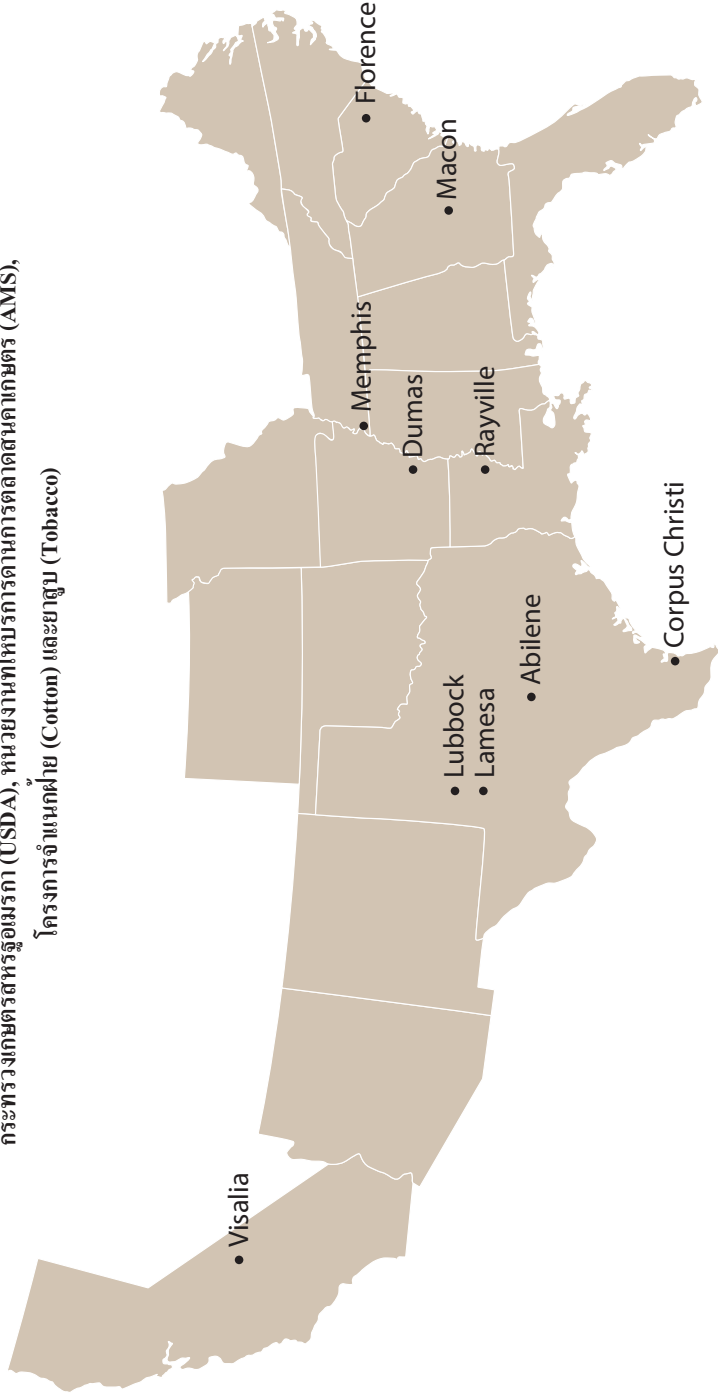 กระทรวงเกษตรสหรัฐอเมริกา (USDA), หน่วยงานที่ให้บริการด้านการตลาดสินค้าเกษตร (AMS),
โครงการจำแนกฝ้าย (Cotton) และยาสูบ (Tobacco)
Visalia
Memphis
Florence
Dumas
Macon
Lubbock
Lamesa
Rayville
Abilene
Corpus Christi